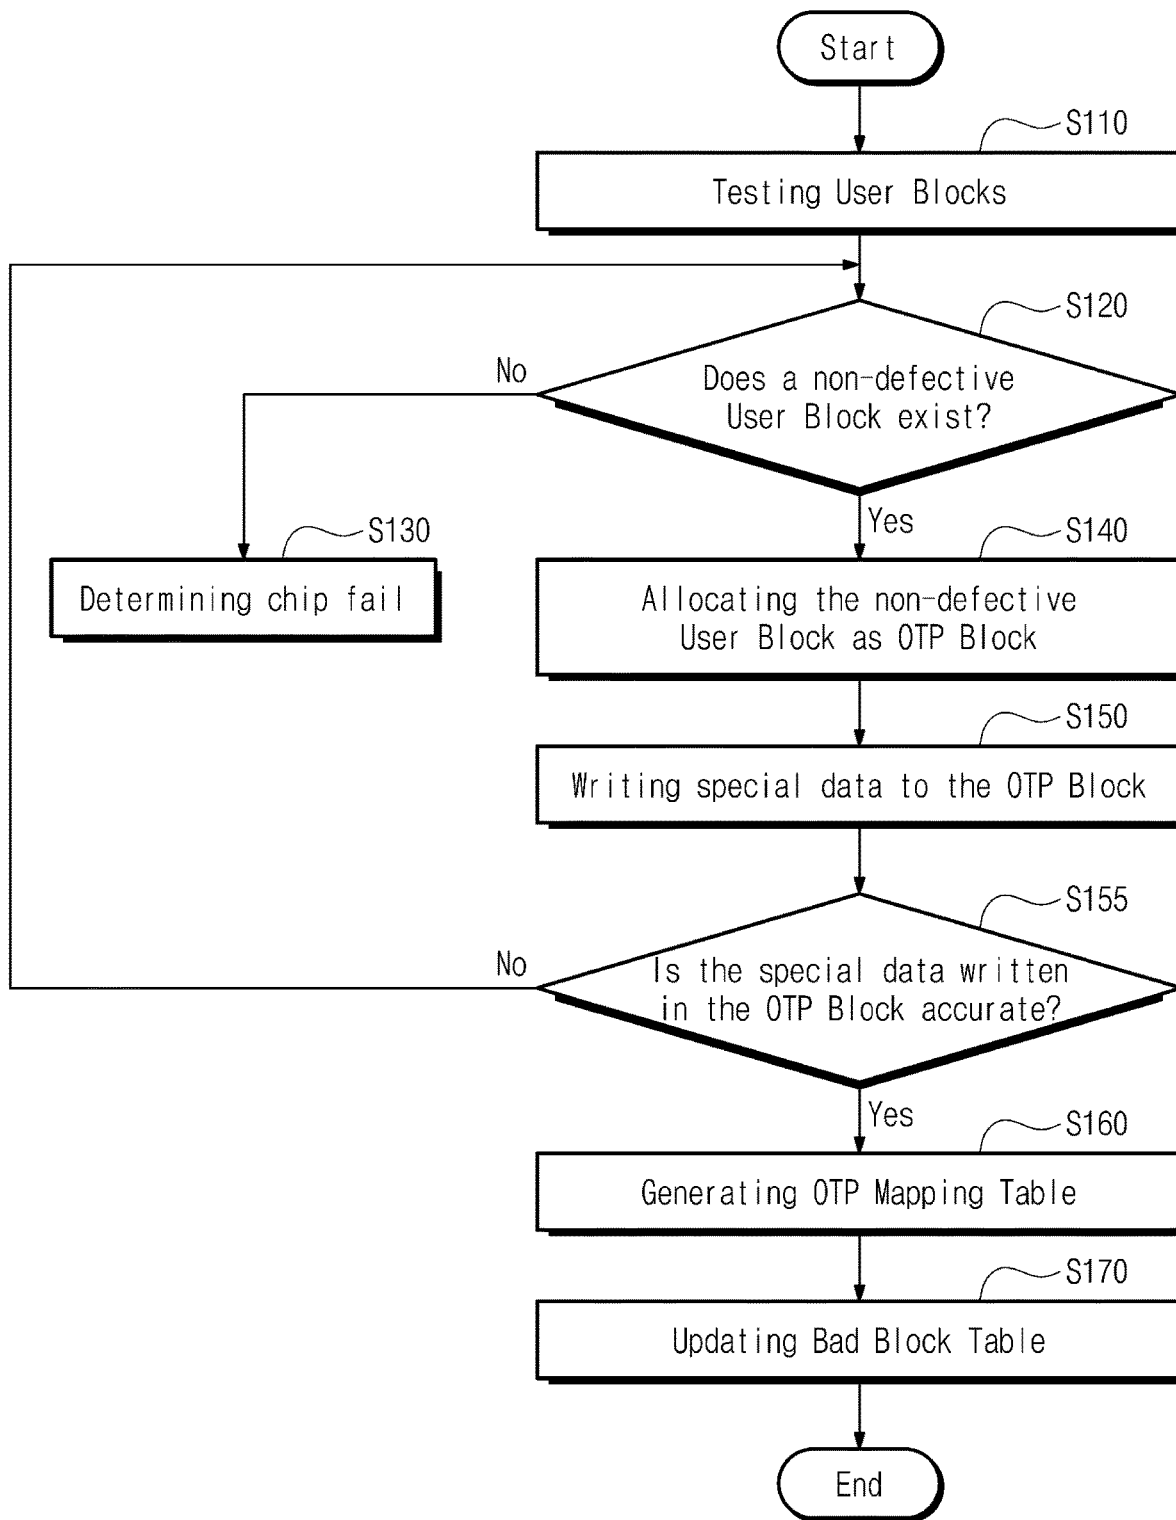 Start
S110
Testing User Blocks
S120
No
Does a non-defective
User Block exist?
Yes
S130
Determining chip fail
S140
Allocating the non-defective
User Block as OTP Block
S150
Writing special data to the OTP Block
S155
No
Is the special data written
in the OTP Block accurate?
Yes
S160
Generating OTP Mapping Table
S170
Updating Bad Block Table
End